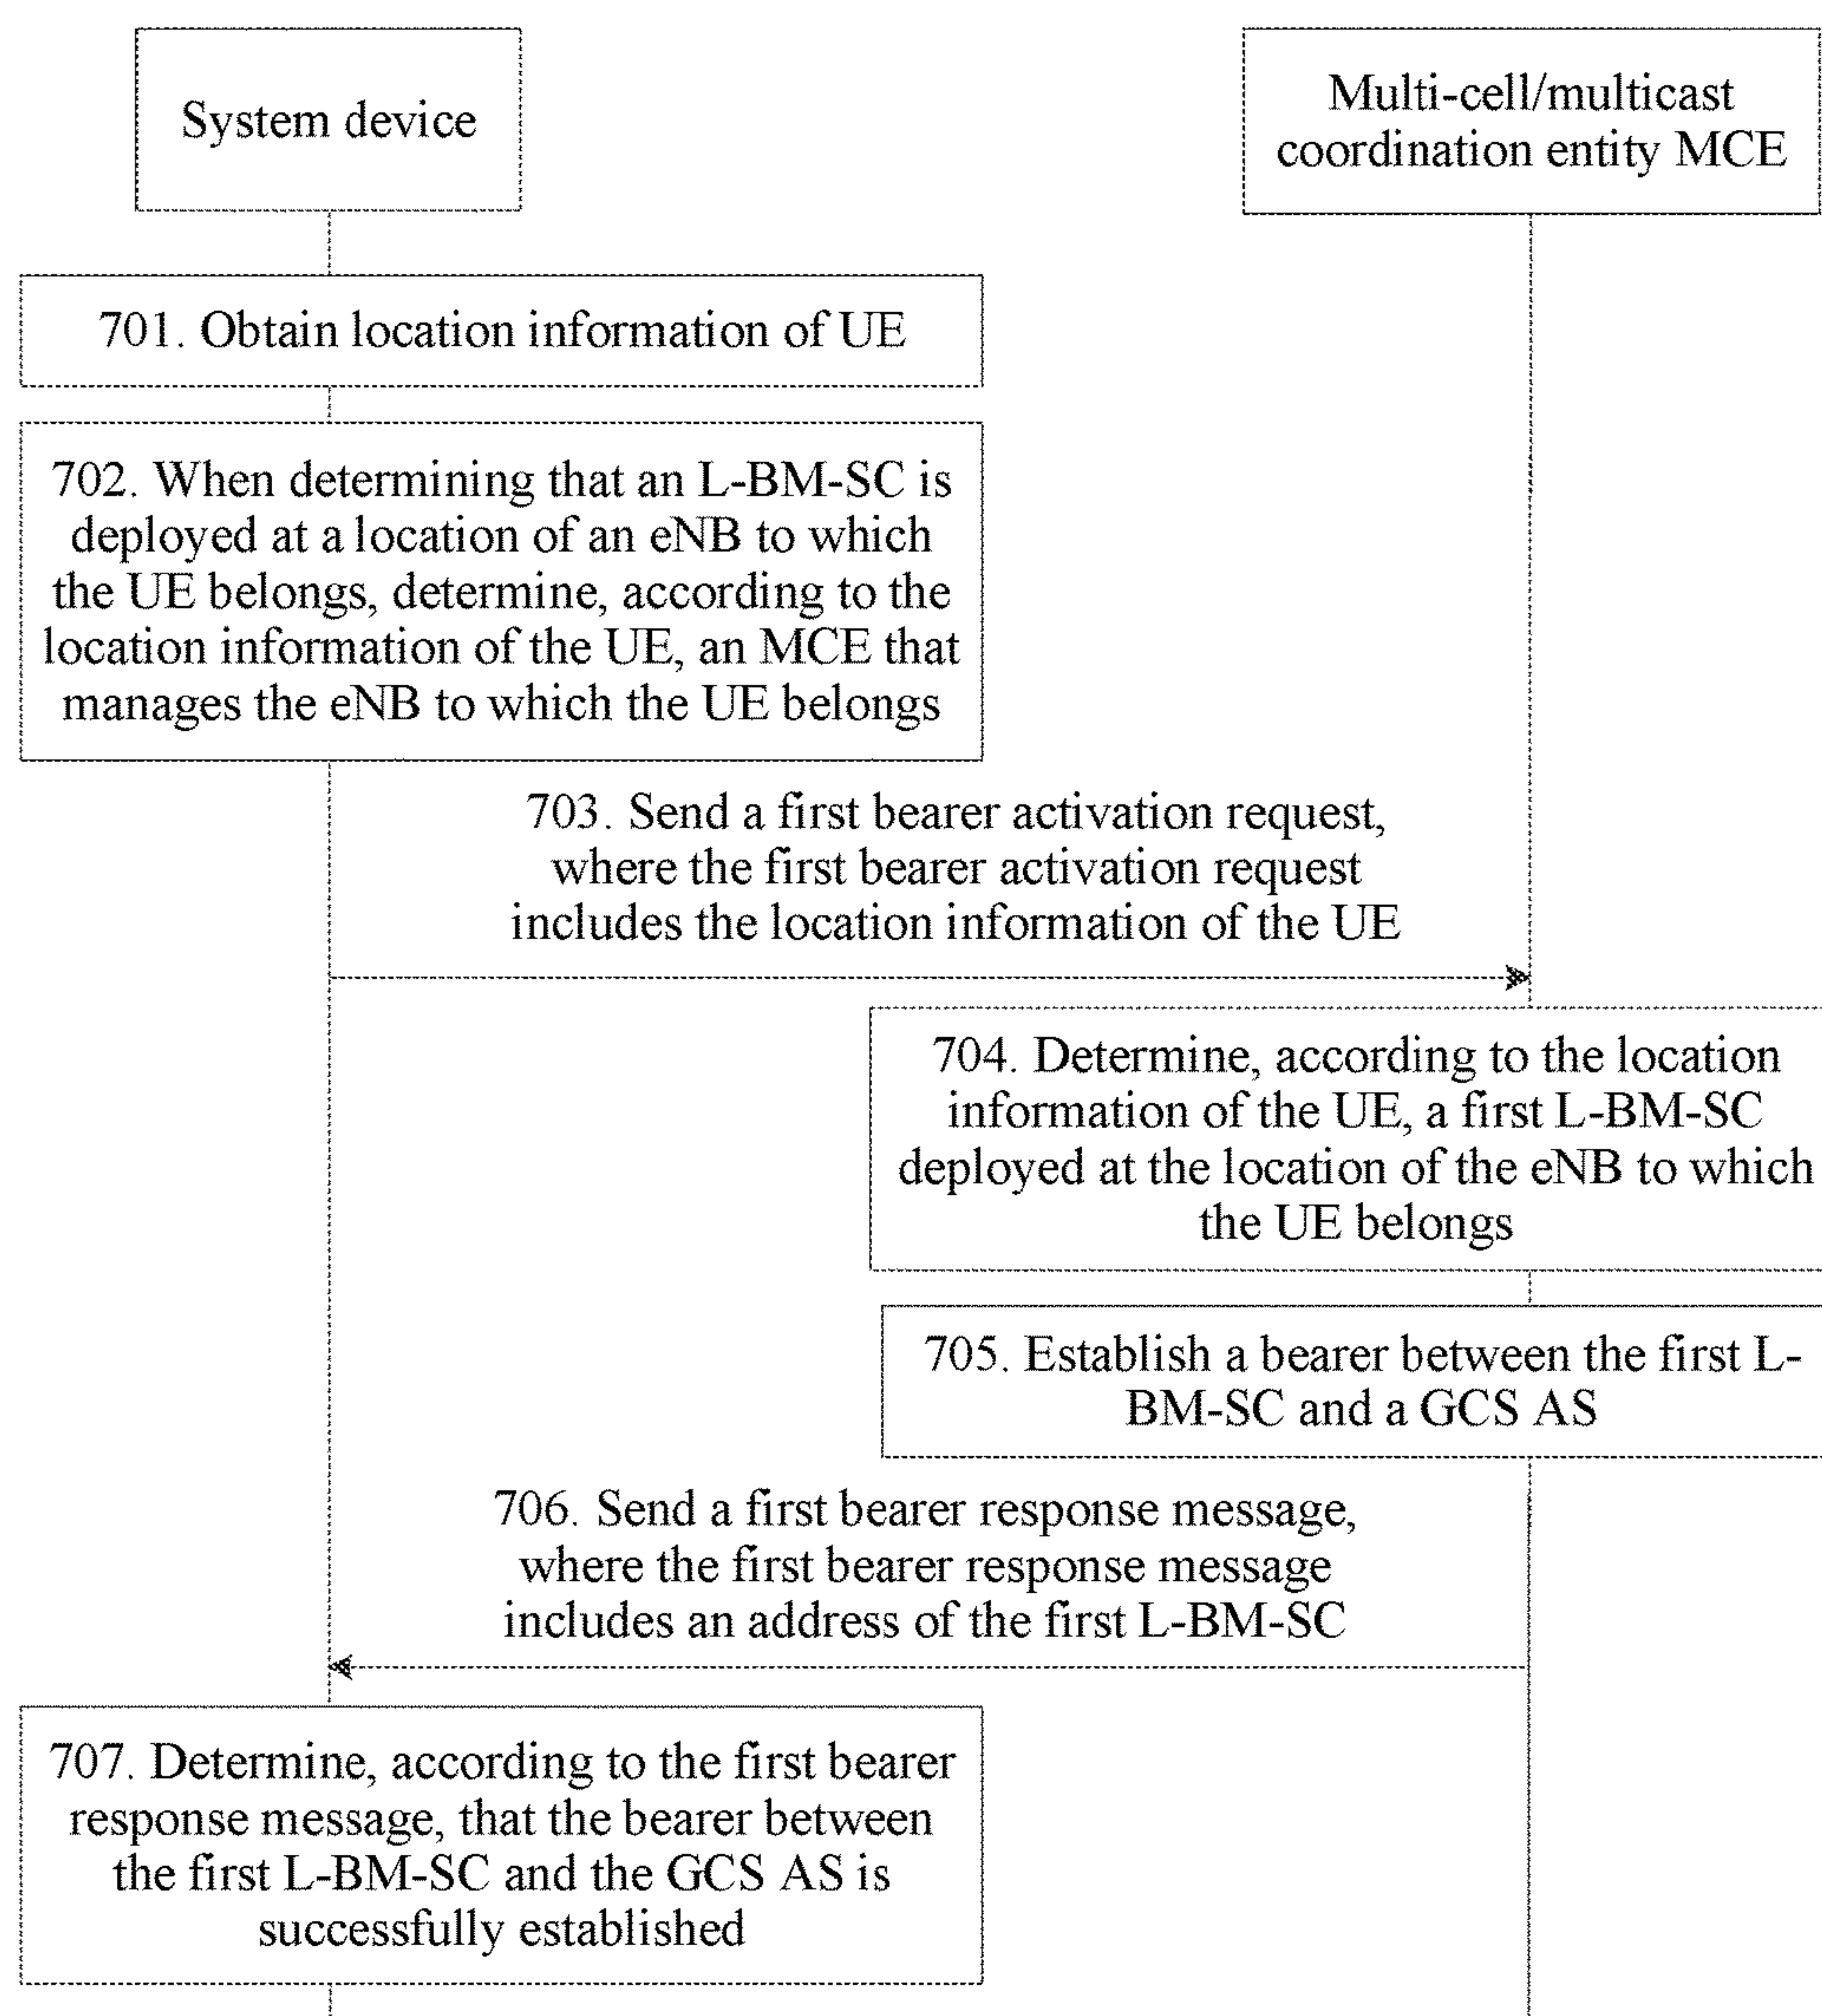 System device
Multi-cell/multicast
coordination entity MCE
701. Obtain location information of UE
702. When determining that an L-BM-SC is
deployed at a location of an eNB to which
the UE belongs, determine, according to the
location information of the UE, an MCE that
manages the eNB to which the UE belongs
703. Send a first bearer activation request,
where the first bearer activation request
includes the location information of the UE
704. Determine, according to the location
information of the UE, a first L-BM-SC
deployed at the location of the eNB to which
the UE belongs
705. Establish a bearer between the first L-
BM-SC and a GCS AS
706. Send a first bearer response message,
where the first bearer response message
includes an address of the first L-BM-SC
707. Determine, according to the first bearer
response message, that the bearer between
the first L-BM-SC and the GCS AS is
successfully established